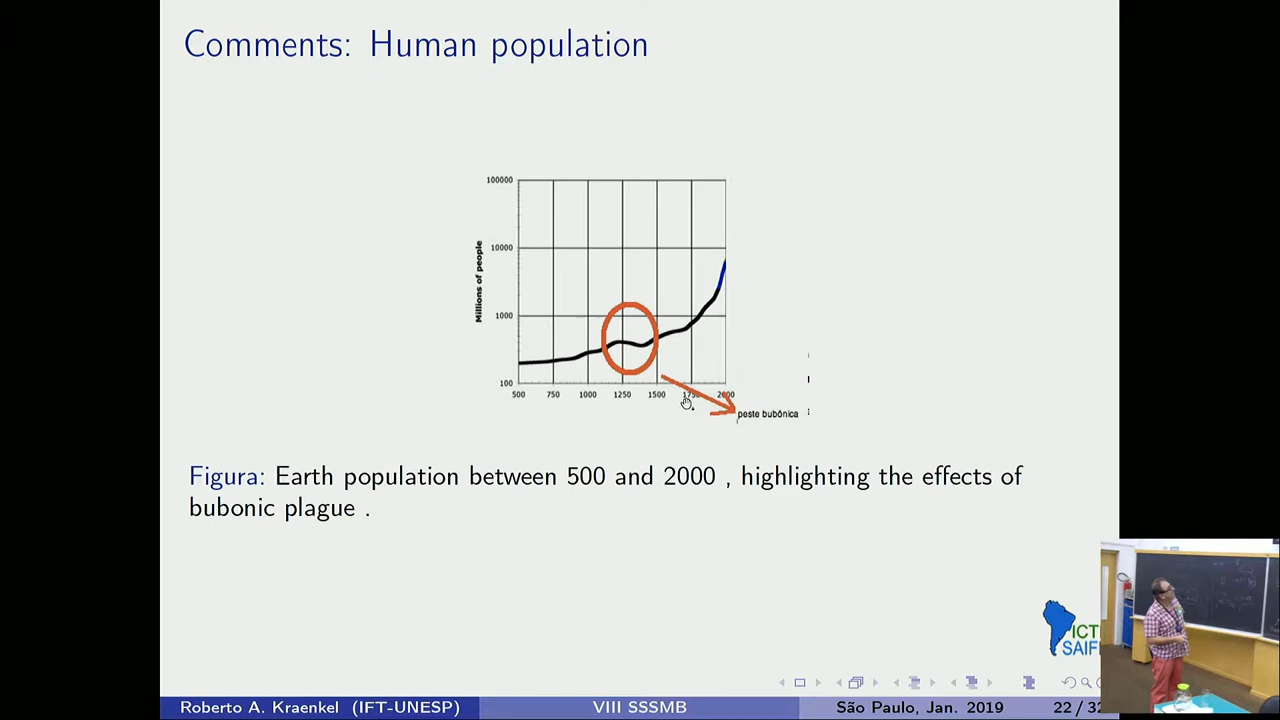 Comments: Human population
100000
10000
1000
100
Millions of people
500 750 1000 1250 1500 1750 2000
peste bubônica
Figura: Earth population between 500 and 2000 , highlighting the effects of
bubonic plague .
SAIF
Roberto A. Kraenkel (IFT-UNESP) VIII SSSMB São Paulo, Jan. 2019 22 / 32